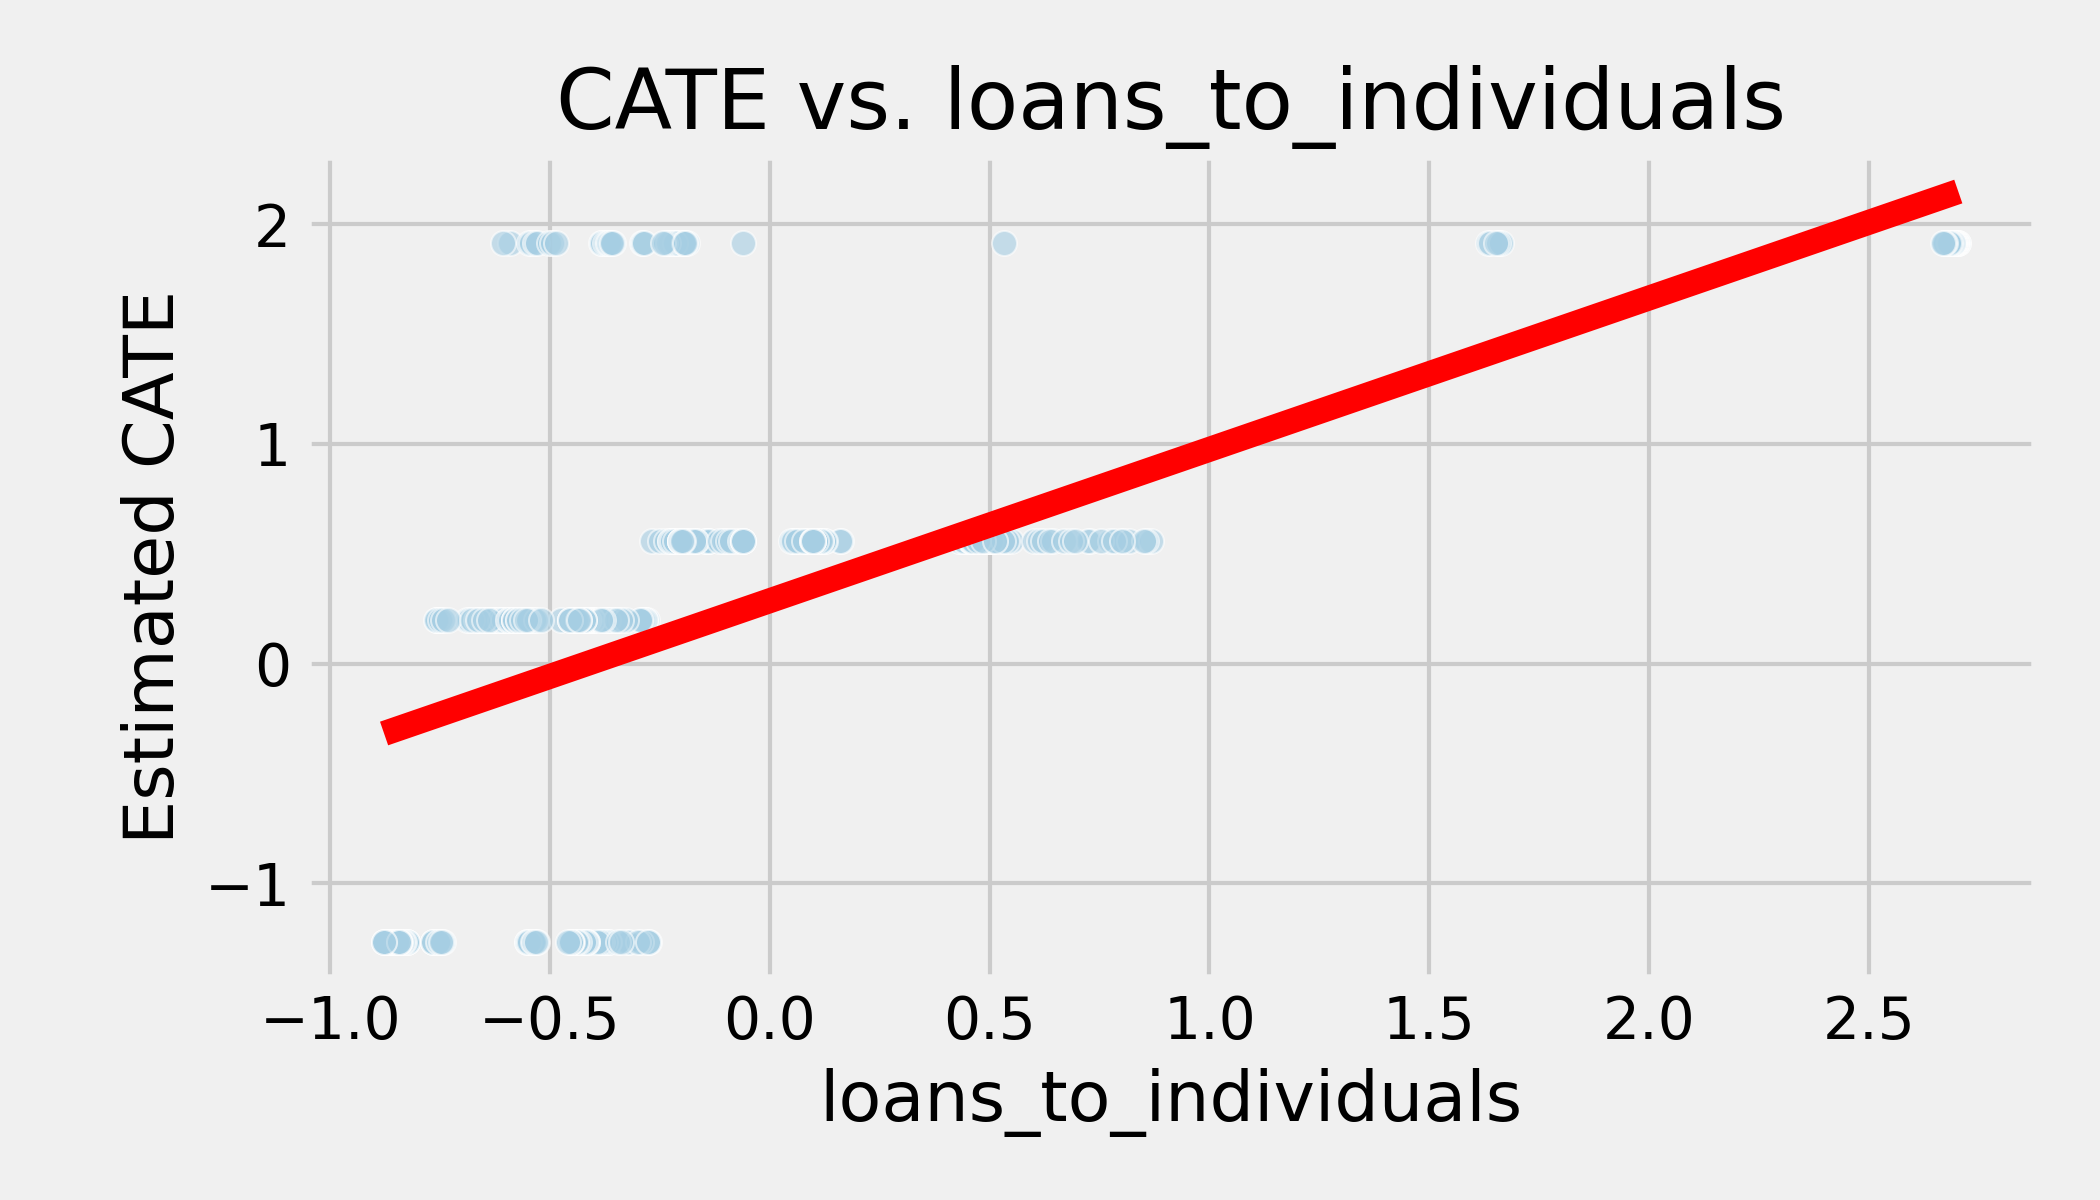 CATE vs. loans_to_individuals
Estimated CATE
2
1
0
−1
−1.0 −0.5 0.0 0.5 1.0 1.5 2.0 2.5
loans_to_individuals